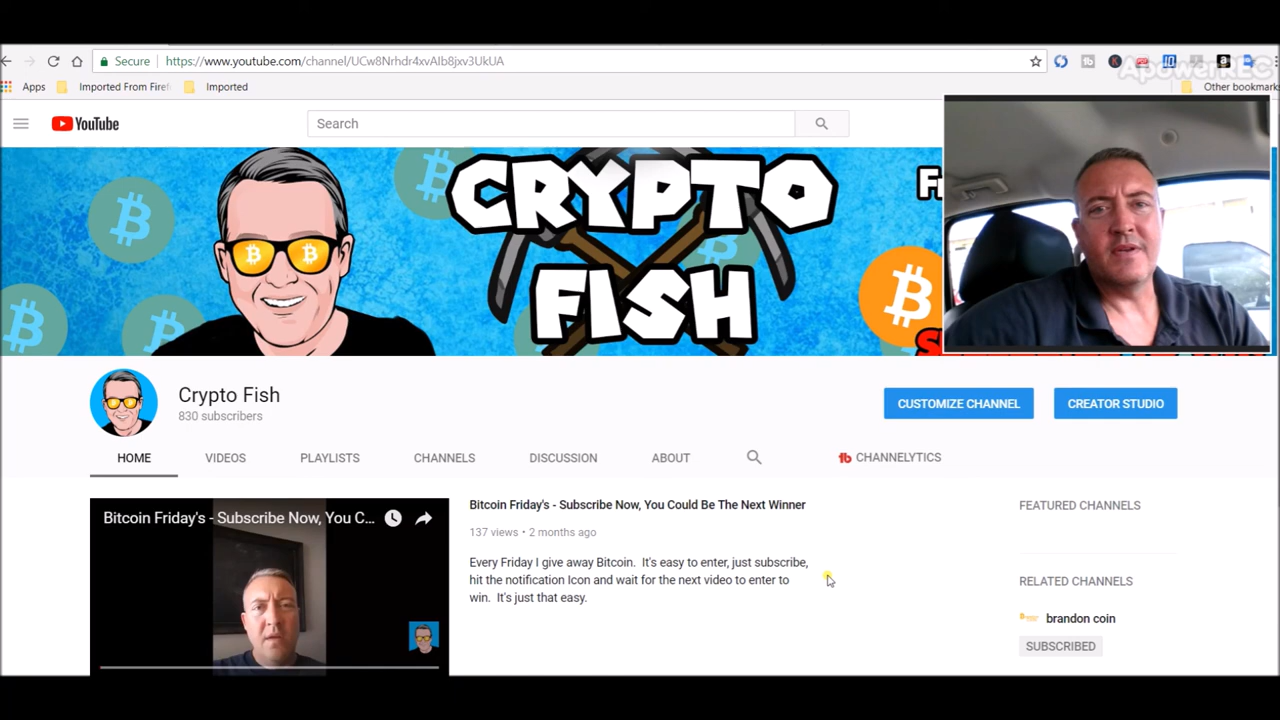 ApowerREC
Secure
https://www.youtube.com/channel/UCw8Nrhdr4xvAIb8jxv3UkUA
Apps
Imported From Firef
Imported
Other bookmarks
YouTube
Search
CRYPTO
FISH
Crypto Fish
830 subscribers
CUSTOMIZE CHANNEL
CREATOR STUDIO
HOME
VIDEOS
PLAYLISTS
CHANNELS
DISCUSSION
ABOUT
CHANNELYTICS
Bitcoin Friday's - Subscribe Now, You C...
Bitcoin Friday's - Subscribe Now, You Could Be The Next Winner
137 views • 2 months ago
Every Friday I give away Bitcoin. It's easy to enter, just subscribe,
hit the notification Icon and wait for the next video to enter to
win. It's just that easy.
FEATURED CHANNELS
RELATED CHANNELS
brandon coin
SUBSCRIBED